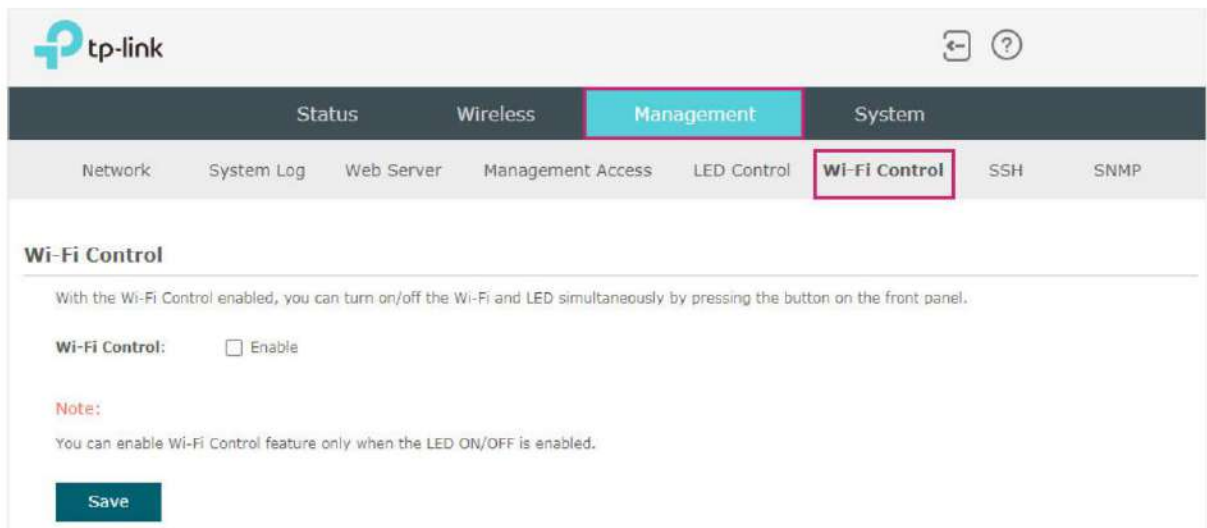 tp-link
Status Wireless Management System
Network System Log Web Server Management Access LED Control Wi-Fi Control SSH SNMP
Wi-Fi Control
With the Wi-Fi Control enabled, you can turn on/off the Wi-Fi and LED simultaneously by pressing the button on the front panel.
Wi-Fi Control: Enable
Note:
You can enable Wi-Fi Control feature only when the LED ON/OFF is enabled.
Save